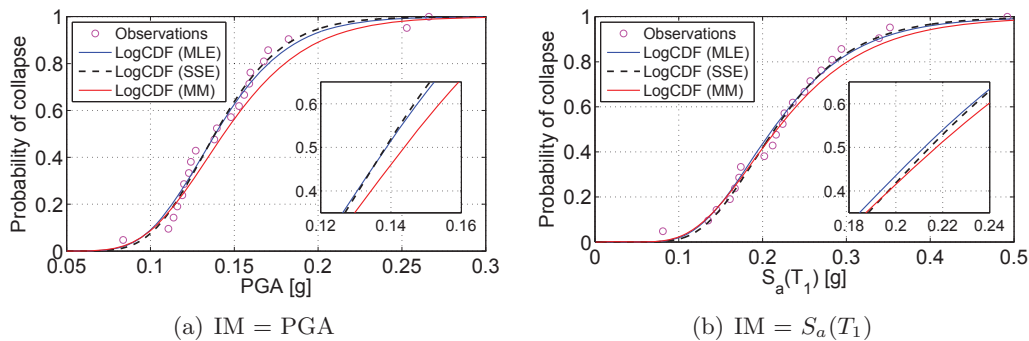 Probability of collapse
1
0.8
0.6
0.4
0.2
0
Observations
LogCDF (MLE)
LogCDF (SSE)
LogCDF (MM)
0.6
0.5
0.4
0.12 0.14 0.16
0.05 0.1 0.15 0.2 0.25 0.3
PGA [g]
(a) IM = PGA
Probability of collapse
1
0.8
0.6
0.4
0.2
0
Observations
LogCDF (MLE)
LogCDF (SSE)
LogCDF (MM)
0.6
0.5
0.4
0.18 0.2 0.22 0.24
0 0.1 0.2 0.3 0.4 0.5
S_a(T_1) [g]
(b) IM = S_a(T_1)